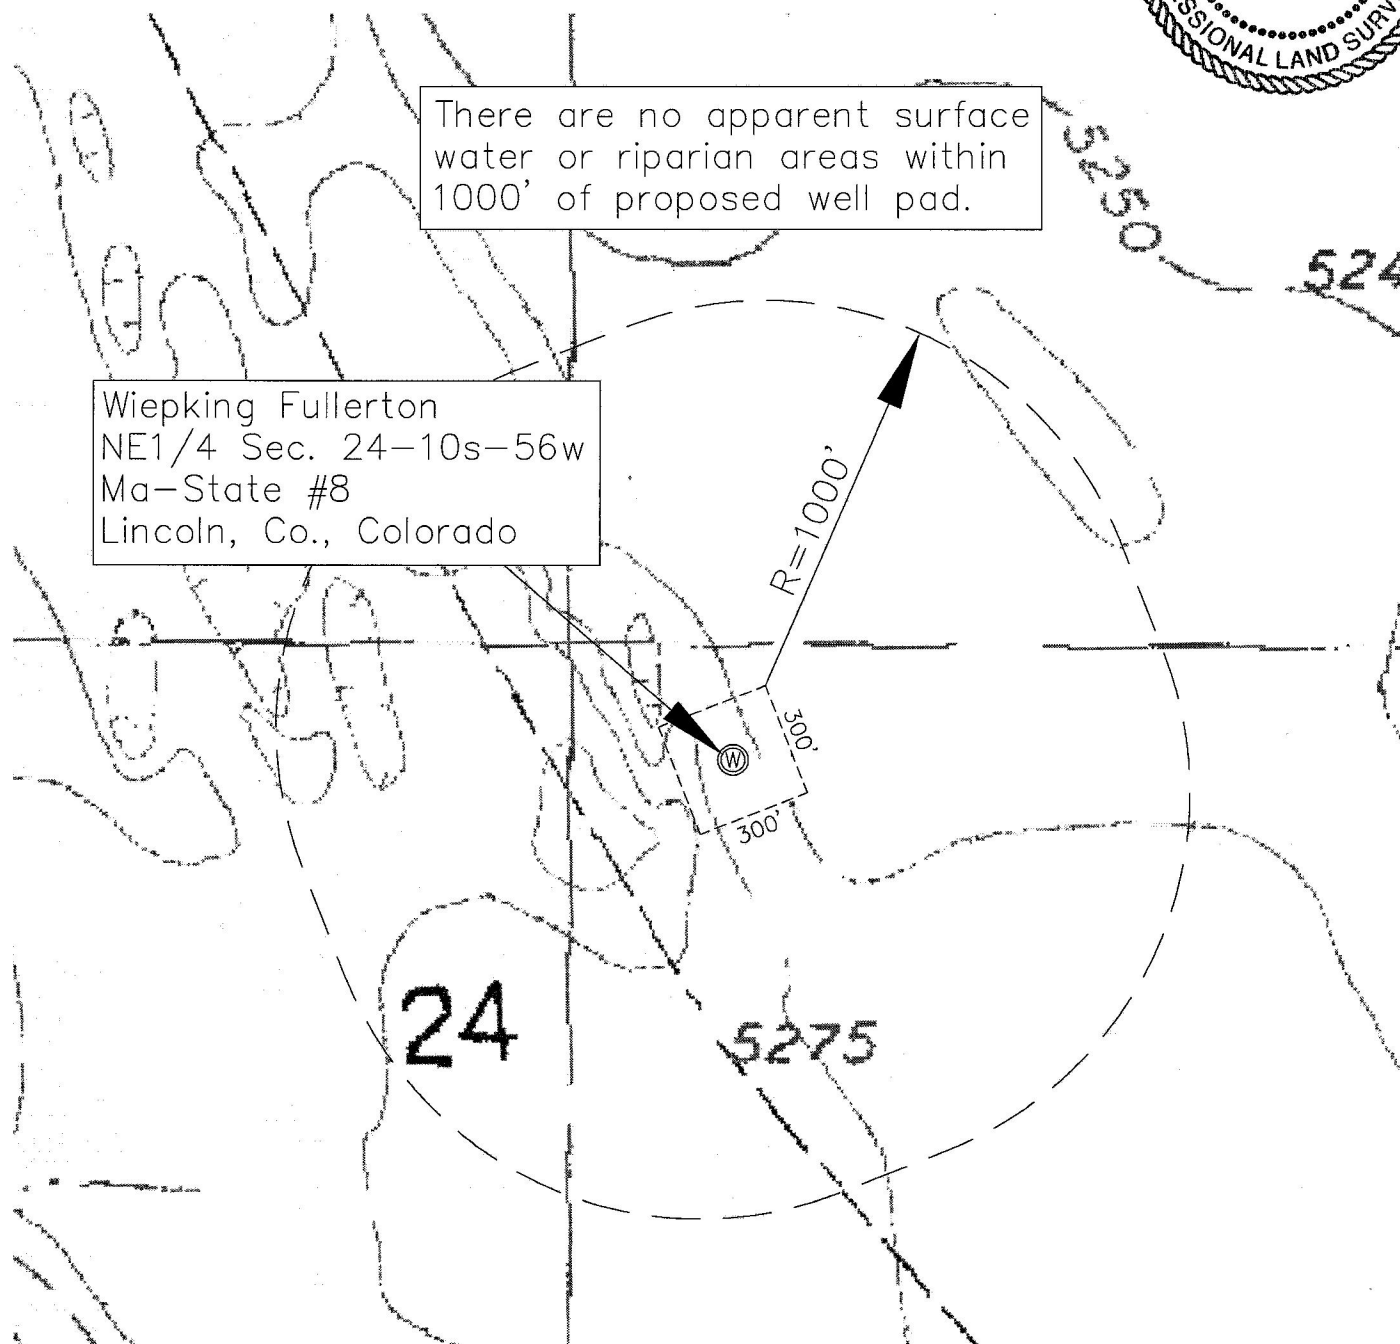 SSIONAL LAND SURV
There are no apparent surface
water or riparian areas within
1000' of proposed well pad.
5250
524
Wiepking Fullerton
NE1/4 Sec. 24-10s-56w
Ma-State #8
Lincoln, Co., Colorado
R=1000'
300'
W
300'
24
5275